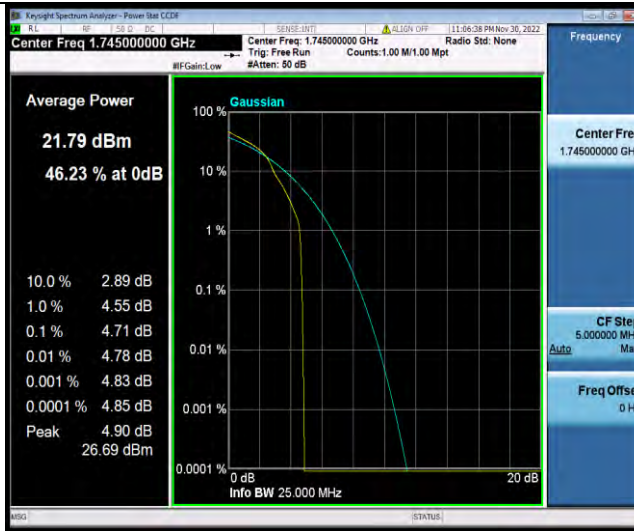 Keysight Spectrum Analyzer - Power Stat CCDF
RL RF 50 Ω DC SENSE:INT ALIGN OFF 11:06:38 PM Nov 30, 2022
Center Freq 1.745000000 GHz
Center Freq: 1.745000000 GHz Radio Std: None
Trig: Free Run Counts:1.00 M/1.00 Mpt
#IFGain:Low #Atten: 50 dB
Frequency
Average Power
21.79 dBm
46.23 % at 0dB
10.0 % 2.89 dB
1.0 % 4.55 dB
0.1 % 4.71 dB
0.01 % 4.78 dB
0.001 % 4.83 dB
0.0001 % 4.85 dB
Peak 4.90 dB
26.69 dBm
Gaussian
100 %
10 %
1 %
0.1 %
0.01 %
0.001 %
0.0001 %
0 dB 20 dB
Info BW 25.000 MHz
Center Fre
1.745000000 GH
CF Ste
5.000000 MH
Auto Ma
Freq Offse
0 H
MSG STATUS